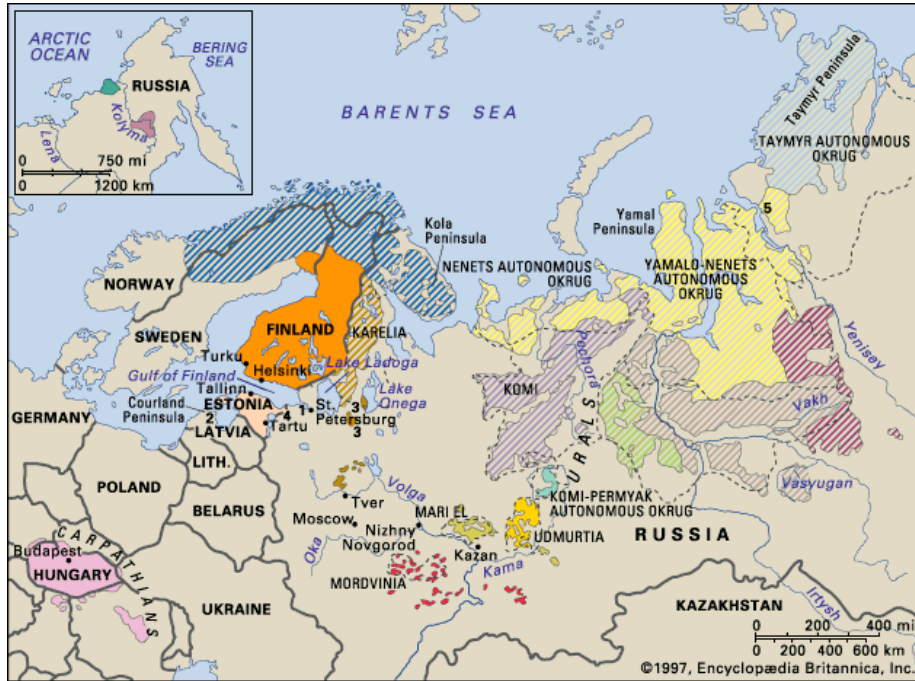 ARCTIC
OCEAN
BERING
SEA
RUSSIA
Kolyma
Lena
0 750 mi
0 1200 km
BARENTS SEA
Taymyr Peninsula
TAYMYR AUTONOMOUS
OKRUG
5
Yamal
Peninsula
Kola
Peninsula
NENETS AUTONOMOUS
OKRUG
YAMALO-NENETS
AUTONOMOUS
OKRUG
NORWAY
SWEDEN
FINLAND
KARELIA
Turku
Helsinki
Lake Ladoga
Gulf of Finland
Tallinn
Lake
Onega
Courland
Peninsula
ESTONIA
2
4
1
St.
Petersburg
3
3
Tartu
LATVIA
LITH.
GERMANY
POLAND
BELARUS
Pechora
KOMI
URALS
Yenisey
Vakh
Vasyugan
Tver
Volga
Moscow
MARI EL
KOMI-PERMYAK
AUTONOMOUS OKRUG
Nizhny
Novgorod
Oka
UDMURTIA
RUSSIA
Kazan
Kama
MORDVINIA
CARPATHIANS
Budapest
HUNGARY
UKRAINE
KAZAKHSTAN
Irtysh
0 200 400 mi
0 200 400 600 km
©1997, Encyclopædia Britannica, Inc.